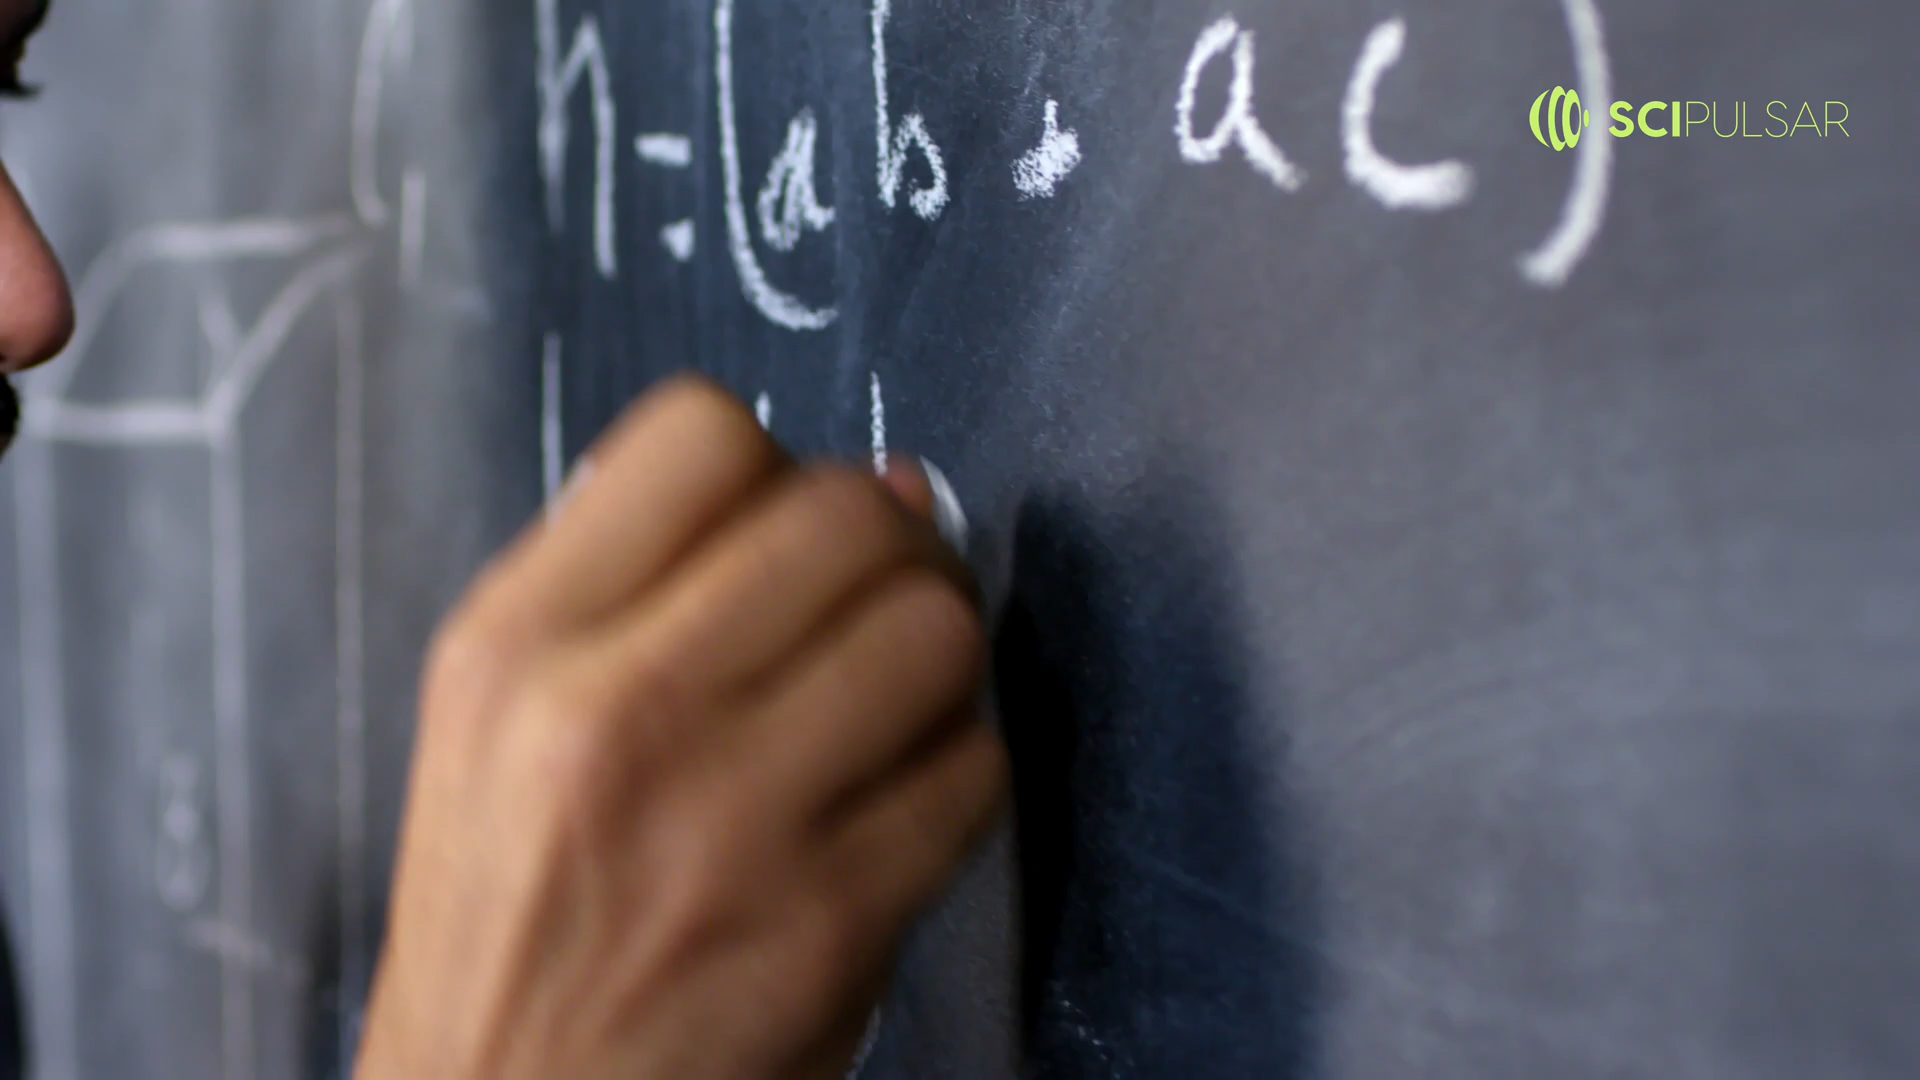 h = (ab . ac)
SCIPULSAR